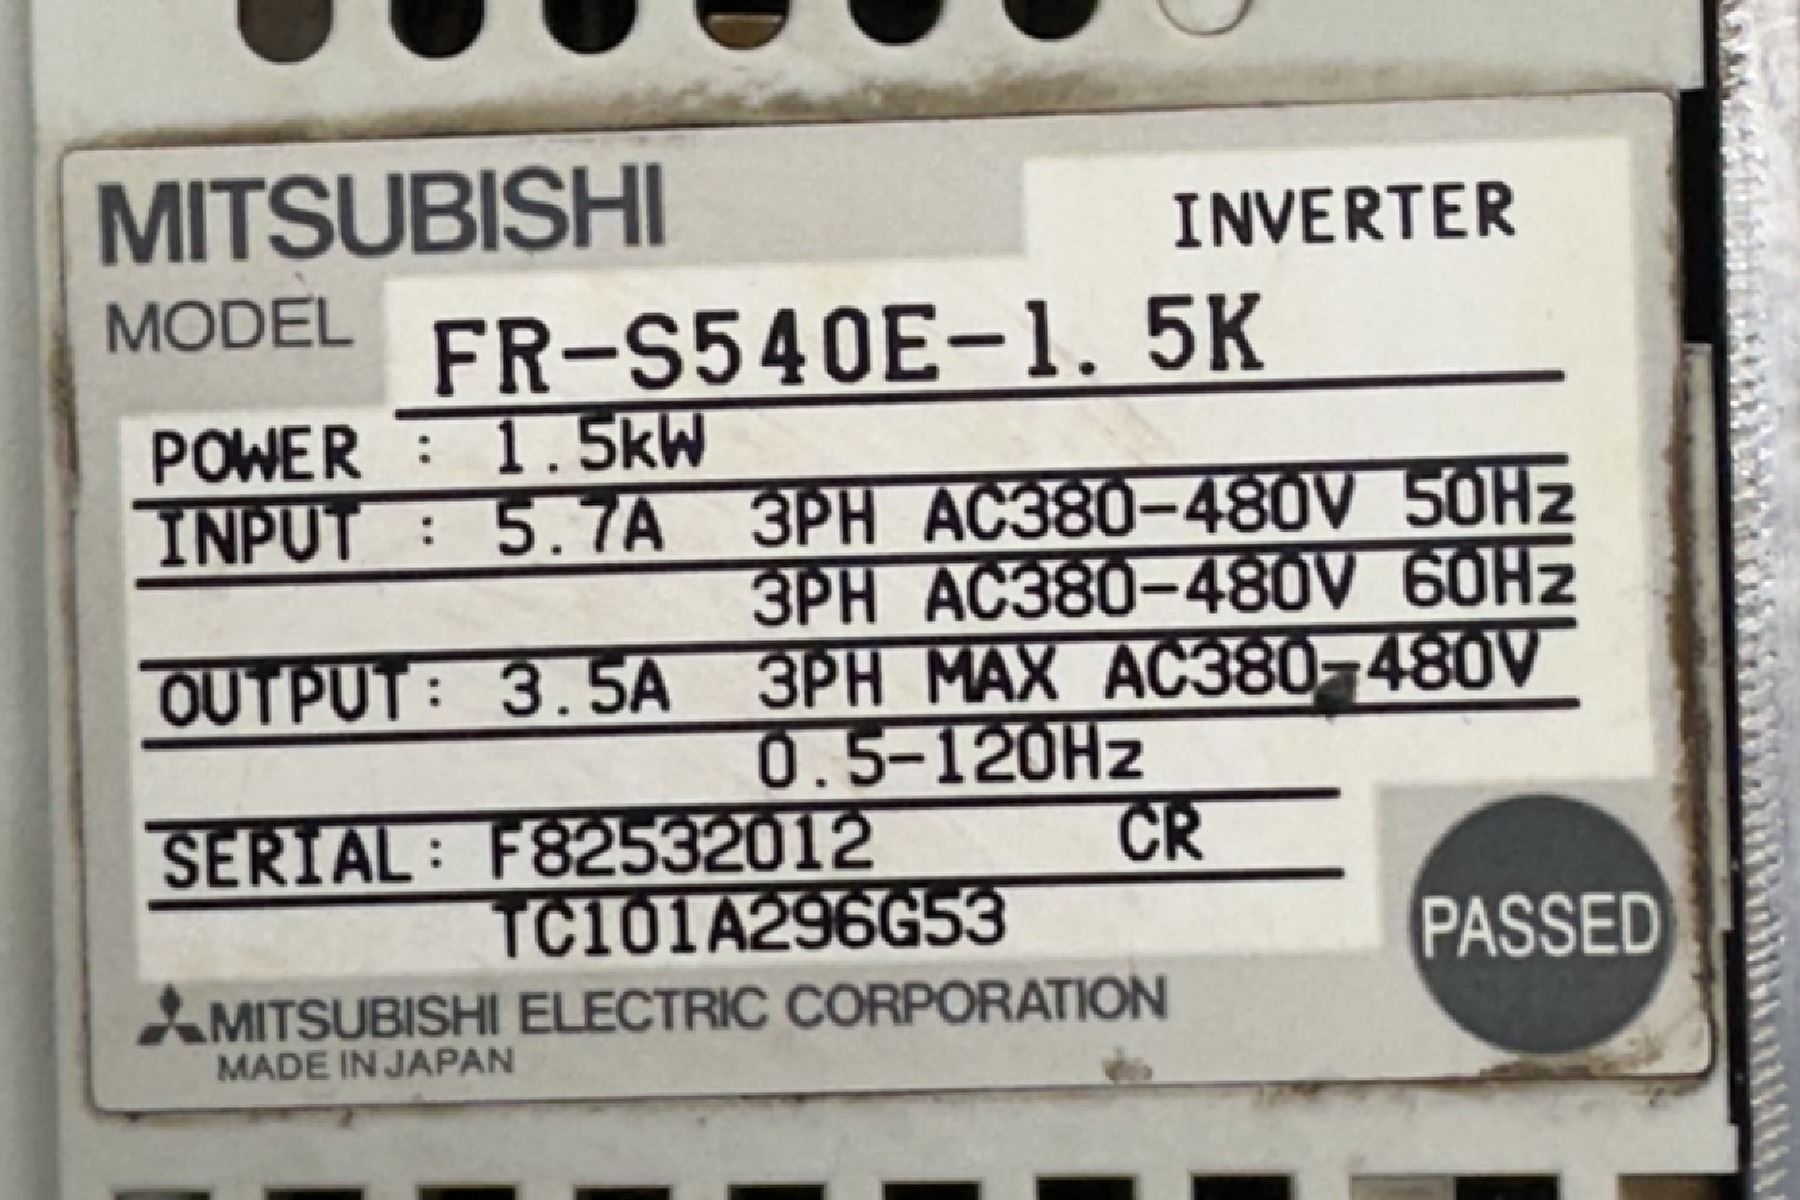 MITSUBISHI
INVERTER
MODEL FR-S540E-1.5K
POWER : 1.5kW
INPUT : 5.7A 3PH AC380-480V 50Hz
3PH AC380-480V 60Hz
OUTPUT: 3.5A 3PH MAX AC380-480V
0.5-120Hz
SERIAL: F82532012 CR
TC101A296G53
PASSED
MITSUBISHI ELECTRIC CORPORATION
MADE IN JAPAN